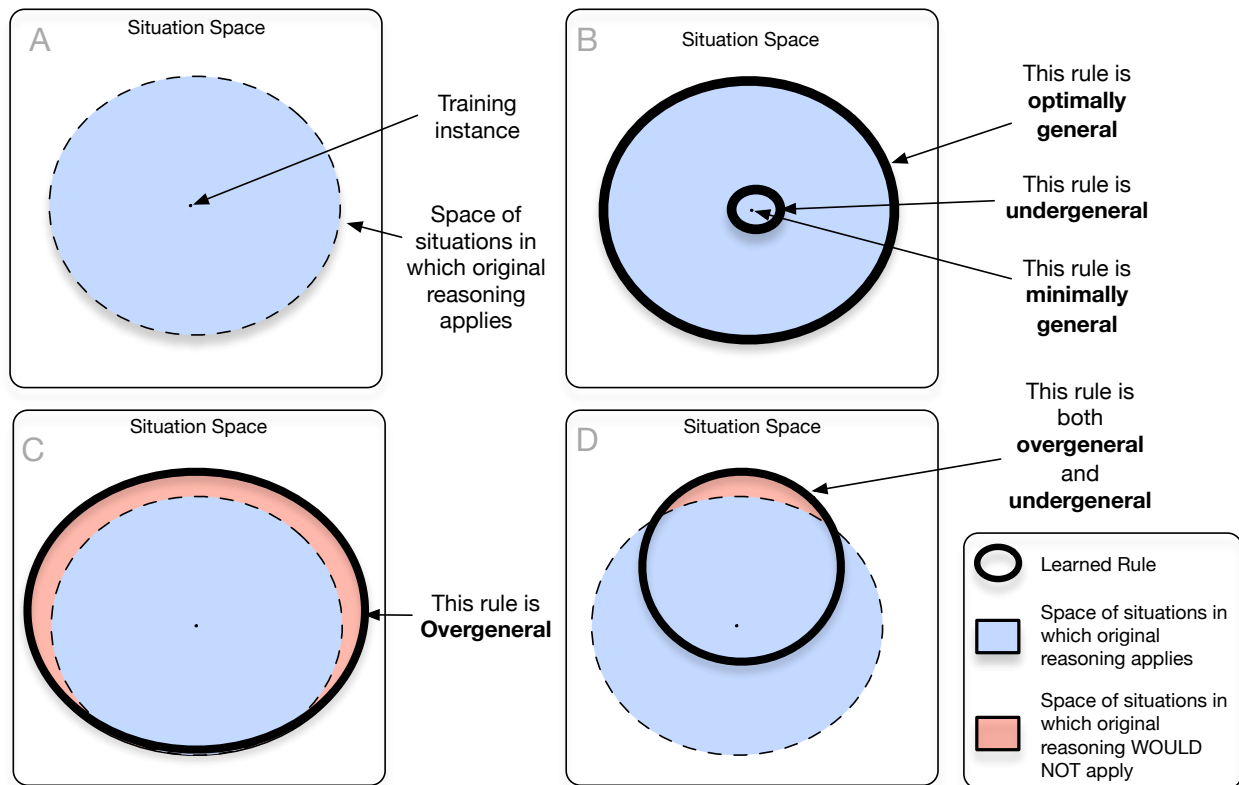 A
Situation Space
Training
instance
Space of
situations in
which original
reasoning
applies
B
Situation Space
This rule is
optimally
general
This rule is
undergeneral
This rule is
minimally
general
C
Situation Space
This rule is
Overgeneral
D
Situation Space
This rule is
both
overgeneral
and
undergeneral
Learned Rule
Space of situations in
which original
reasoning applies
Space of situations in
which original
reasoning WOULD
NOT apply